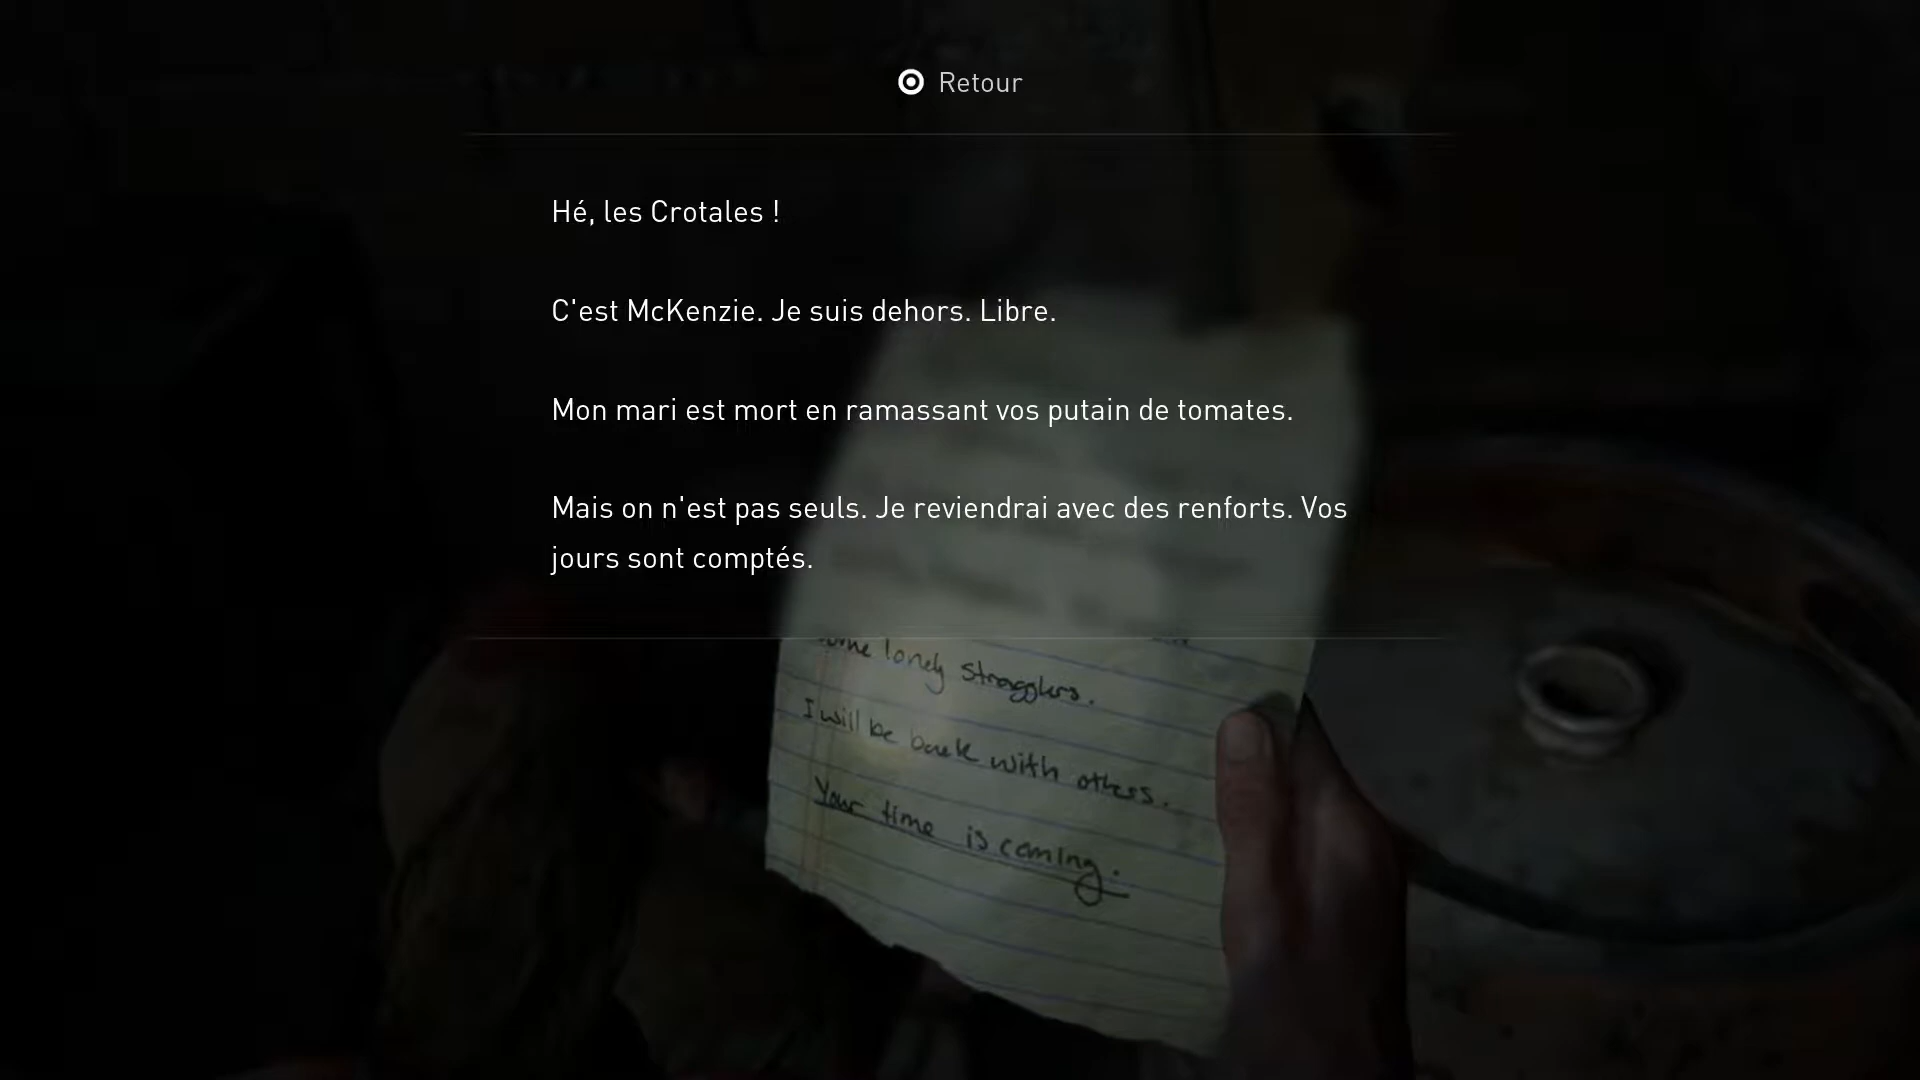 Retour
Hé, les Crotales !
C'est McKenzie. Je suis dehors. Libre.
Mon mari est mort en ramassant vos putain de tomates.
Mais on n'est pas seuls. Je reviendrai avec des renforts. Vos
jours sont comptés.
lonely stragglers.
I will be back with others.
Your time is coming.